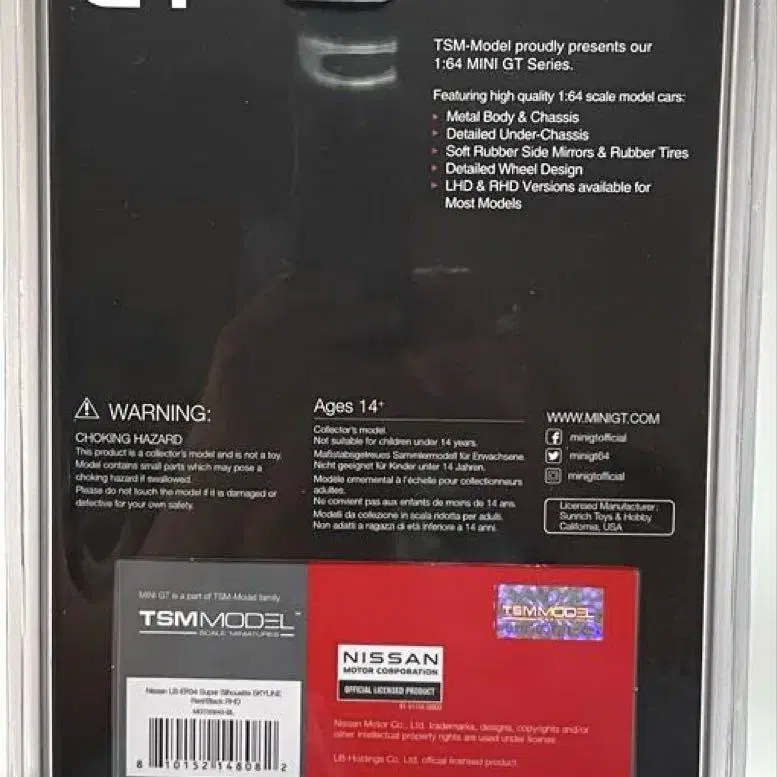 GT
TSM-Model proudly presents our
1:64 MINI GT Series.
Featuring high quality 1:64 scale model cars:
Metal Body & Chassis
Detailed Under-Chassis
Soft Rubber Side Mirrors & Rubber Tires
Detailed Wheel Design
LHD & RHD Versions available for
Most Models
WARNING:
CHOKING HAZARD
This product is a collector's model and is not a toy.
Model contains small parts which may pose a
choking hazard if swallowed.
Please do not touch the model if it is damaged or
defective for your own safety.
Ages 14+
Collector's model.
Not suitable for children under 14 years.
Maßstabsgetreues Sammlermodell für Erwachsene.
Nicht geeignet für Kinder unter 14 Jahren.
Modèle ornemental à l'échelle pour collectionneurs
adultes.
Ne convient pas aux enfants de moins de 14 ans.
Modelli da collezione in scala ridotta per adulti.
Non adatti a ragazzi di età inferiore a 14 anni.
WWW.MINIGT.COM
minigtofficial
minigt64
minigtofficial
Licensed Manufacturer:
Sunrich Toys & Hobby
California, USA
MINI GT is a part of TSM-Model family
TSMMODEL™
SCALE MINIATURES
TSMMODEL
NISSAN
MOTOR CORPORATION
OFFICIAL LICENSED PRODUCT
Nissan LB-ER34 Super Silhouette SKYLINE
Red/Black RHD
8 10152 14808 2
Nissan Motor Co., Ltd. trademarks, designs, copyrights and/or
other intellectual property rights are used under license.
LB-Holdings Co., Ltd. official licensed product.